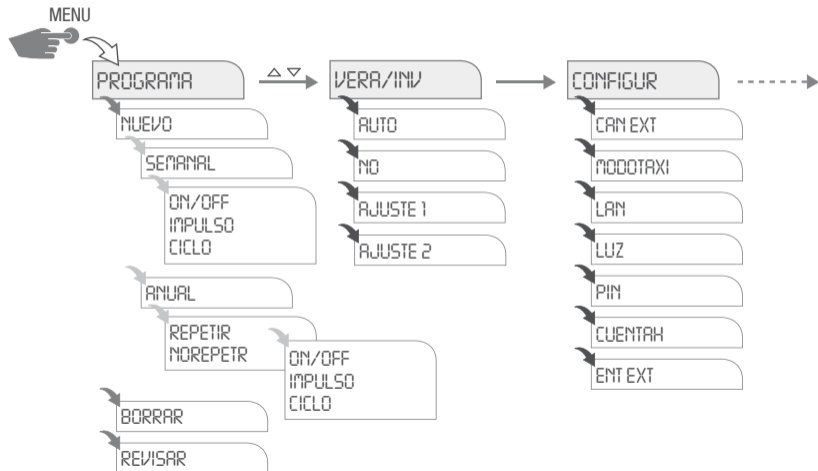 MENU
PROGRAMA
NUEVO
SEMANAL
ON/OFF
IMPULSO
CICLO
ANUAL
REPETIR
NOREPETR
ON/OFF
IMPULSO
CICLO
BORRAR
REVISAR
VERA/INV
AUTO
NO
AJUSTE 1
AJUSTE 2
CONFIGUR
CAN EXT
MODOTAXI
LAN
LUZ
PIN
CUENTAH
ENT EXT